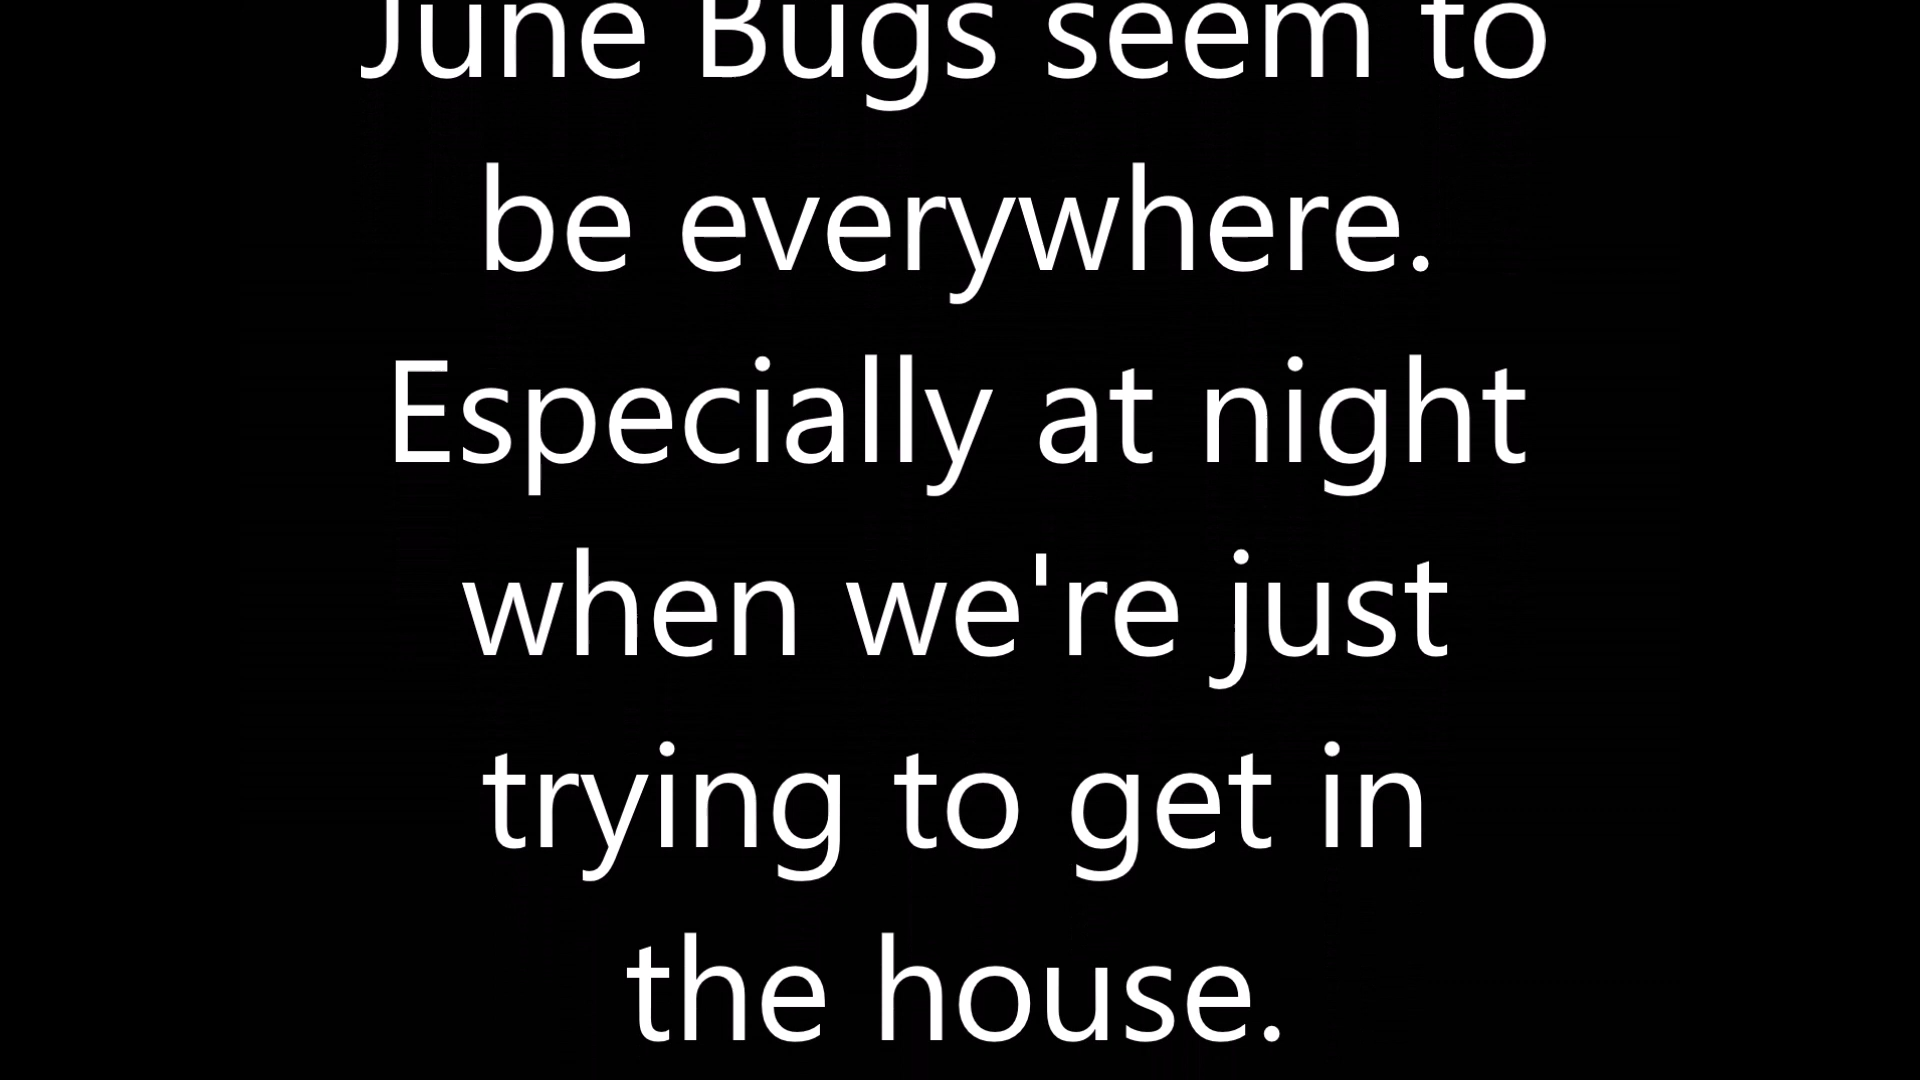 June Bugs seem to
be everywhere.
Especially at night
when we're just
trying to get in
the house.